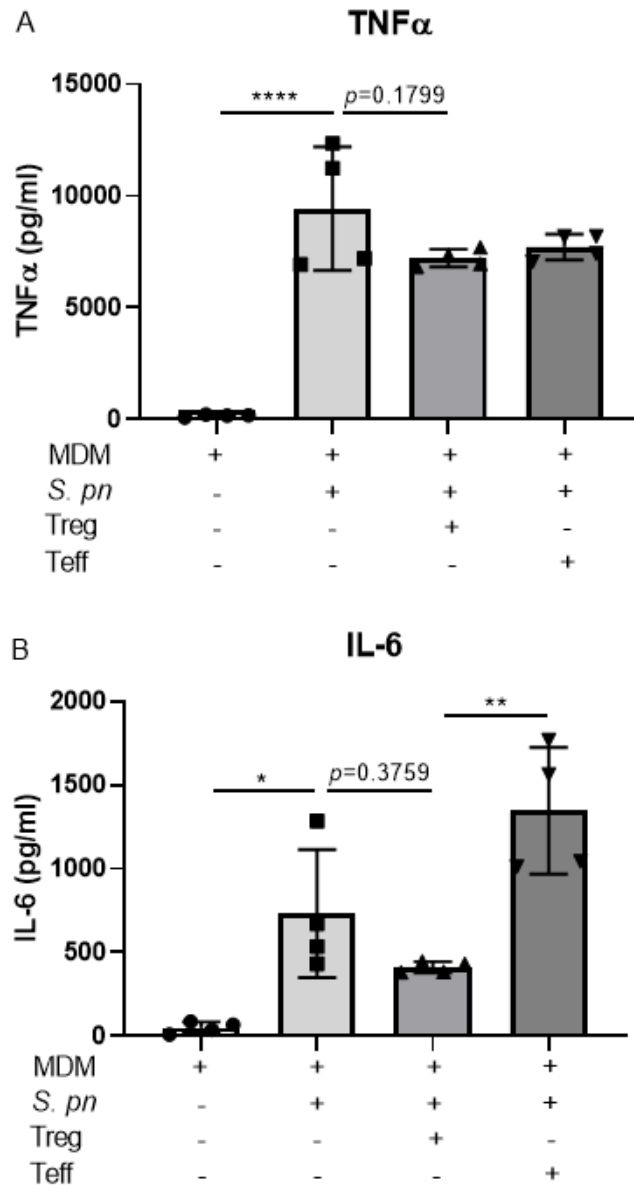 A
TNFα
15000
10000
5000
0
TNFα (pg/ml)
**** p=0.1799
MDM + + + +
S. pn - + + +
Treg - - + -
Teff - - - +
B
IL-6
2000
1500
1000
500
0
IL-6 (pg/ml)
**
* p=0.3759
MDM + + + +
S. pn - + + +
Treg - - + -
Teff - - - +